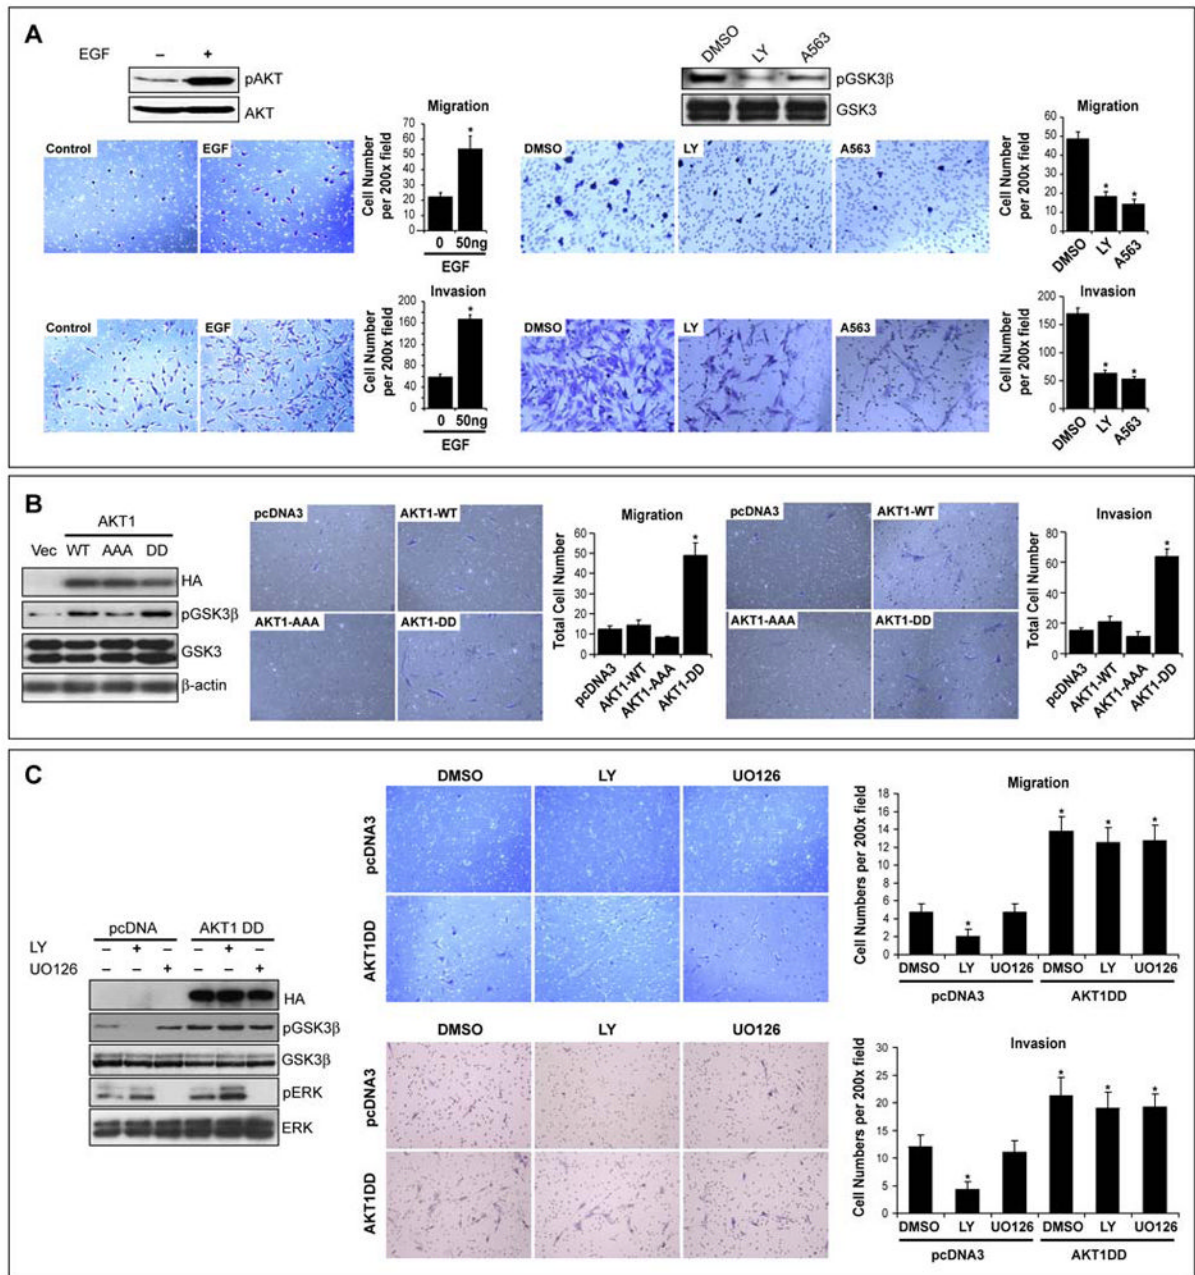 A
EGF – +
pAKT
AKT
Control
EGF
Migration
Cell Number
per 200x field
80
70
60
50
40
30
20
10
0
*
0 50ng
EGF
Control
EGF
Invasion
Cell Number
per 200x field
200
160
120
80
40
0
*
0 50ng
EGF
DMSO LY A563
pGSK3β
GSK3
DMSO
LY
A563
Migration
Cell Number
per 200x field
60
50
40
30
20
10
0
* *
DMSO LY A563
DMSO
LY
A563
Invasion
Cell Number
per 200x field
200
150
100
50
0
* *
DMSO LY A563
B
AKT1
Vec WT AAA DD
HA
pGSK3β
GSK3
β-actin
pcDNA3
AKT1-WT
AKT1-AAA
AKT1-DD
Migration
Total Cell Number
60
50
40
30
20
10
0
*
pcDNA3 AKT1-WT AKT1-AAA AKT1-DD
pcDNA3
AKT1-WT
AKT1-AAA
AKT1-DD
Invasion
Total Cell Number
80
60
40
20
0
*
pcDNA3 AKT1-WT AKT1-AAA AKT1-DD
C
pcDNA AKT1 DD
LY – + – – + –
UO126 – – + – – +
HA
pGSK3β
GSK3β
pERK
ERK
DMSO LY UO126
pcDNA3
AKT1DD
DMSO LY UO126
pcDNA3
AKT1DD
Migration
Cell Numbers per 200x field
18
16
14
12
10
8
6
4
2
0
* * * *
DMSO LY UO126 DMSO LY UO126
pcDNA3 AKT1DD
Invasion
Cell Numbers per 200x field
30
25
20
15
10
5
0
* * * *
DMSO LY UO126 DMSO LY UO126
pcDNA3 AKT1DD